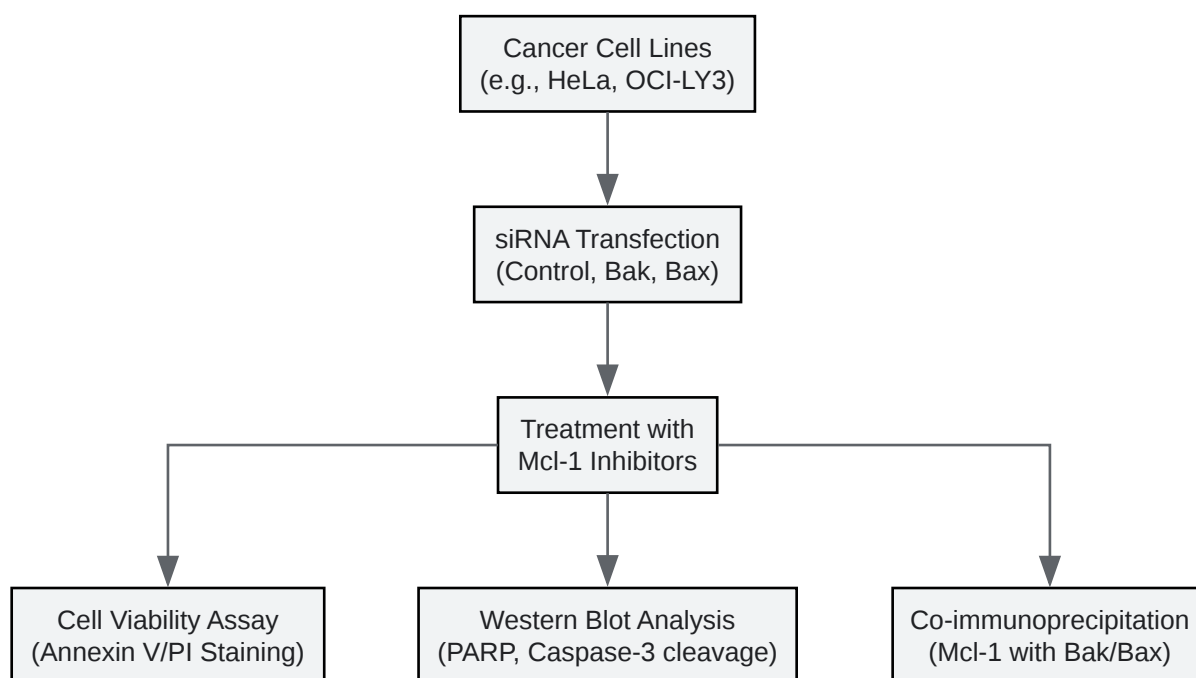 Cancer Cell Lines
(e.g., HeLa, OCI-LY3)
siRNA Transfection
(Control, Bak, Bax)
Treatment with
Mcl-1 Inhibitors
Cell Viability Assay
(Annexin V/PI Staining)
Western Blot Analysis
(PARP, Caspase-3 cleavage)
Co-immunoprecipitation
(Mcl-1 with Bak/Bax)